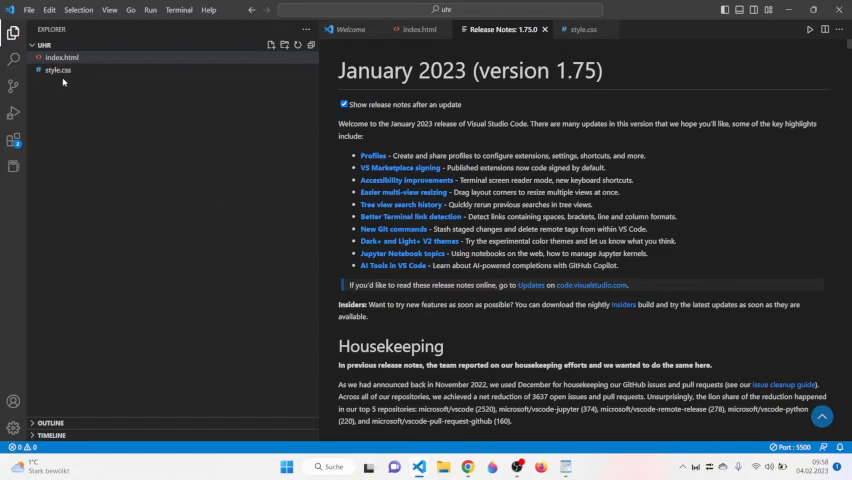 File Edit Selection View Go Run Terminal Help
uhr
EXPLORER
UHR
index.html
style.css
OUTLINE
TIMELINE
Welcome
index.html
Release Notes: 1.75.0
style.css
January 2023 (version 1.75)
Show release notes after an update
Welcome to the January 2023 release of Visual Studio Code. There are many updates in this version that we hope you'll like, some of the key highlights
include:
• Profiles - Create and share profiles to configure extensions, settings, shortcuts, and more.
• VS Marketplace signing - Published extensions now code signed by default.
• Accessibility improvements - Terminal screen reader mode, new keyboard shortcuts.
• Easier multi-view resizing - Drag layout corners to resize multiple views at once.
• Tree view search history - Quickly rerun previous searches in tree views.
• Better Terminal link detection - Detect links containing spaces, brackets, line and column formats.
• New Git commands - Stash staged changes and delete remote tags from within VS Code.
• Dark+ and Light+ V2 themes - Try the experimental color themes and let us know what you think.
• Jupyter Notebook topics - Using notebooks on the web, how to manage Jupyter kernels.
• AI Tools in VS Code - Learn about AI-powered completions with GitHub Copilot.
If you'd like to read these release notes online, go to Updates on code.visualstudio.com.
Insiders: Want to try new features as soon as possible? You can download the nightly Insiders build and try the latest updates as soon as they are
available.
Housekeeping
In previous release notes, the team reported on our housekeeping efforts and we wanted to do the same here.
As we had announced back in November 2022, we used December for housekeeping our GitHub issues and pull requests (see our issue cleanup guide).
Across all of our repositories, we achieved a net reduction of 3637 open issues and pull requests. Unsurprisingly, the lion share of the reduction happened
in our top 5 repositories: microsoft/vscode (2520), microsoft/vscode-jupyter (374), microsoft/vscode-remote-release (278), microsoft/vscode-python
(220), and microsoft/vscode-pull-request-github (160).
2
0 0
Port : 5500
1°C
Stark bewölkt
Suche
09:58
04.02.2023
1